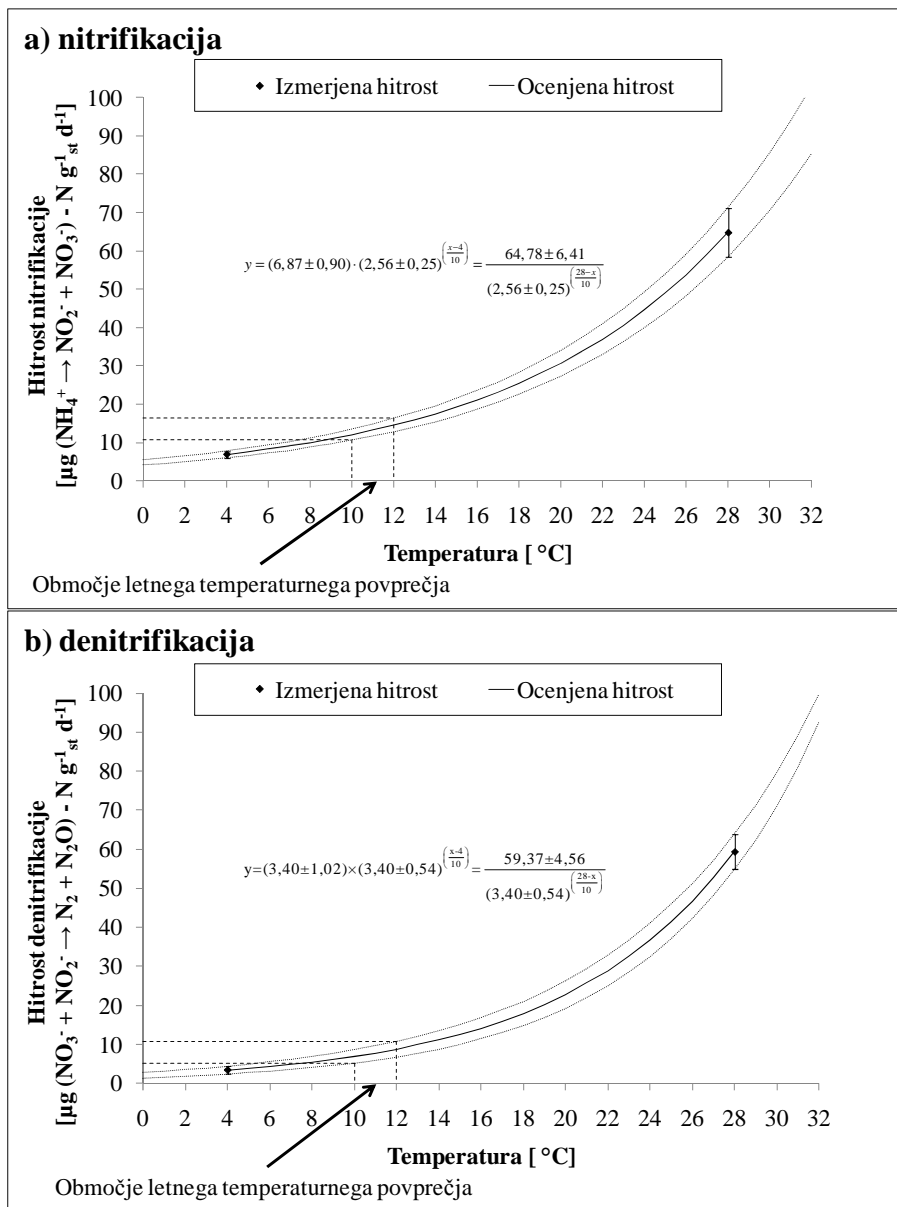 a) nitrifikacija
Izmerjena hitrost Ocenjena hitrost
Hitrost nitrifikacije
[µg (NH₄⁺ → NO₂⁻ + NO₃⁻) - N g⁻¹st d⁻¹]
100
90
80
70
60
50
40
30
20
10
0
y = (6,87±0,90)·(2,56±0,25)^((x−4)/10) = (64,78±6,41)/((2,56±0,25)^((28−x)/10))
0 2 4 6 8 10 12 14 16 18 20 22 24 26 28 30 32
Temperatura [ °C]
Območje letnega temperaturnega povprečja
b) denitrifikacija
Izmerjena hitrost Ocenjena hitrost
Hitrost denitrifikacije
[µg (NO₃⁻ + NO₂⁻ → N₂ + N₂O) - N g⁻¹st d⁻¹]
100
90
80
70
60
50
40
30
20
10
0
y=(3,40±1,02)×(3,40±0,54)^((x-4)/10) = (59,37±4,56)/((3,40±0,54)^((28-x)/10))
0 2 4 6 8 10 12 14 16 18 20 22 24 26 28 30 32
Temperatura [ °C]
Območje letnega temperaturnega povprečja